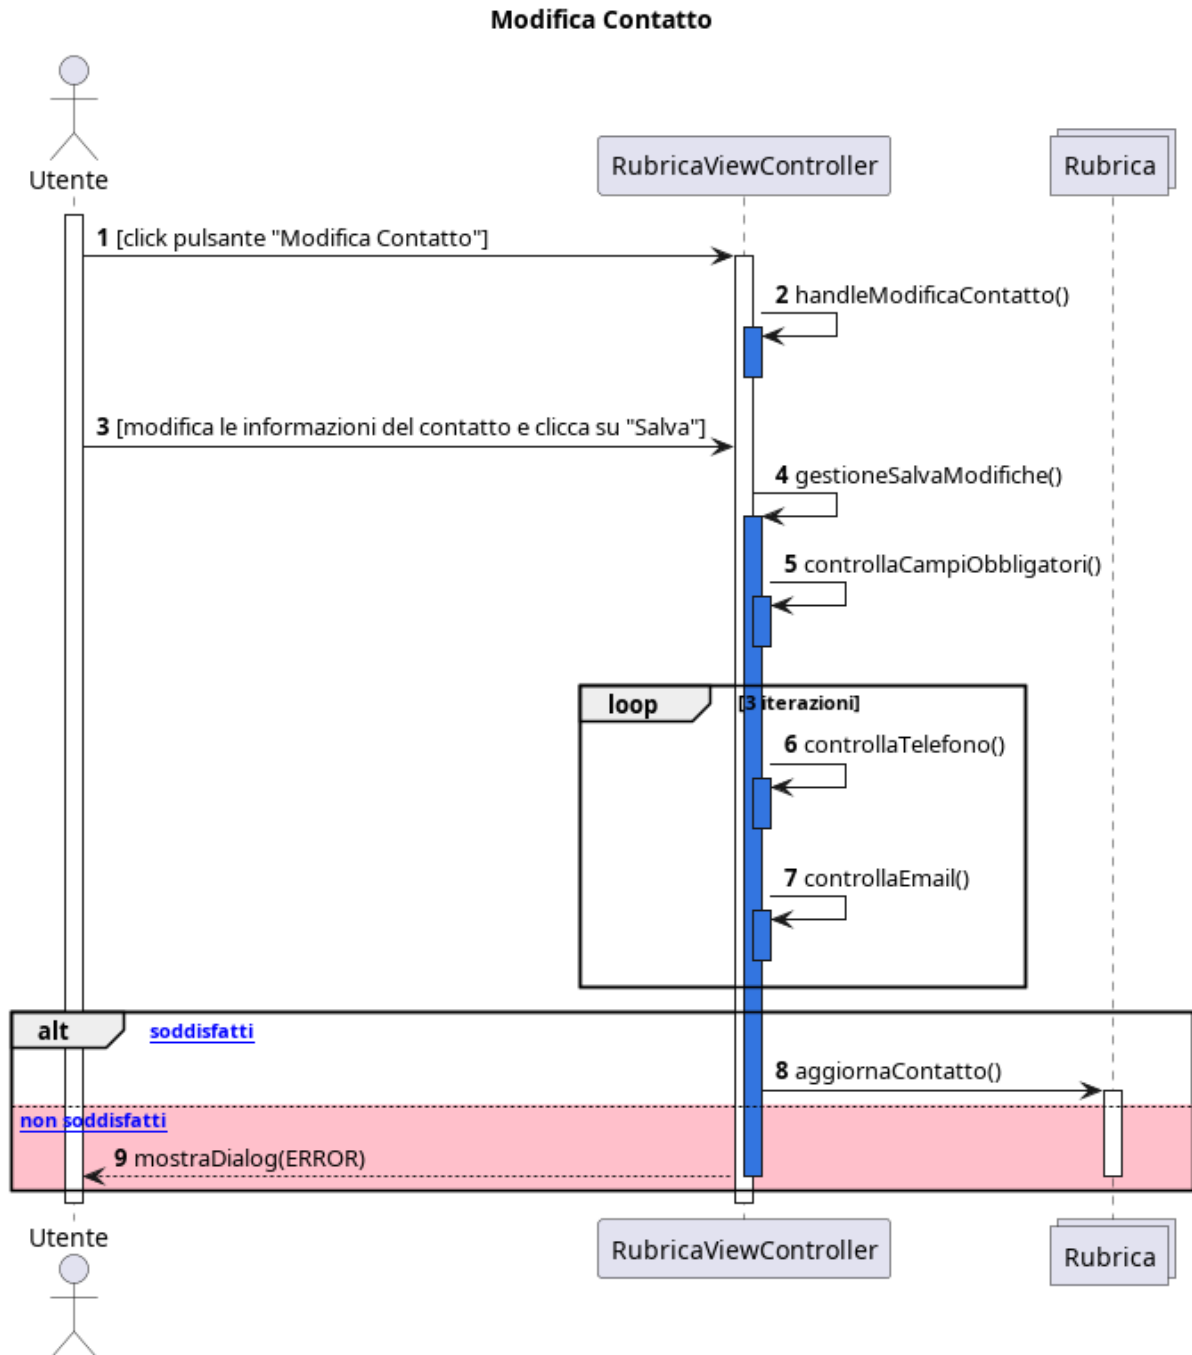 Modifica Contatto
Utente
RubricaViewController
Rubrica
1 [click pulsante "Modifica Contatto"]
2 handleModificaContatto()
3 [modifica le informazioni del contatto e clicca su "Salva"]
4 gestioneSalvaModifiche()
5 controllaCampiObbligatori()
loop
[3 iterazioni]
6 controllaTelefono()
7 controllaEmail()
alt
soddisfatti
8 aggiornaContatto()
non soddisfatti
9 mostraDialog(ERROR)
Utente
RubricaViewController
Rubrica